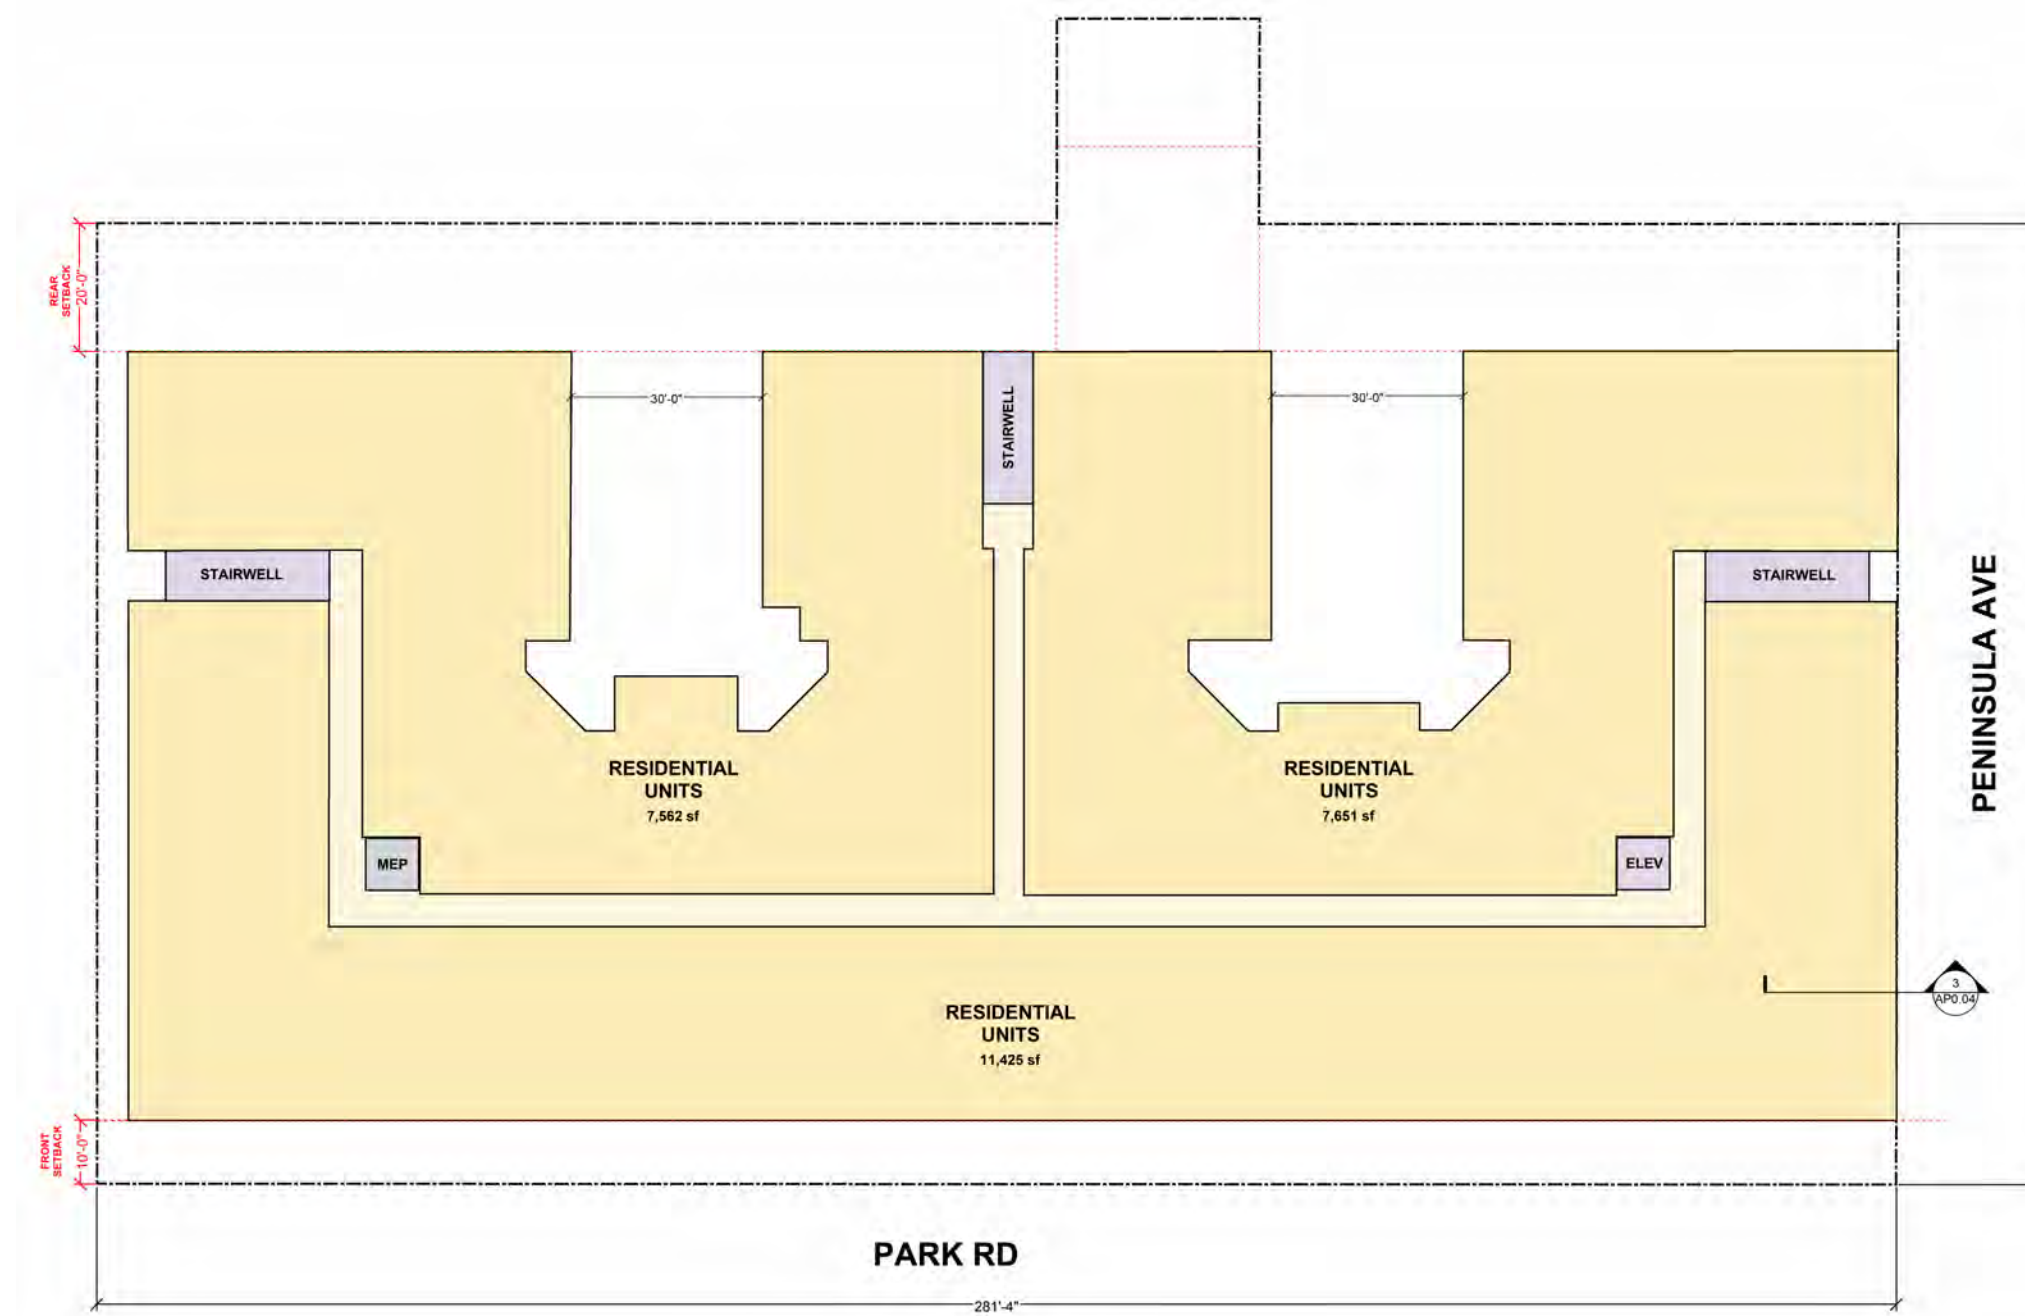 REAR
SETBACK
20'-0"
30'-0"
STAIRWELL
30'-0"
STAIRWELL
STAIRWELL
PENINSULA AVE
RESIDENTIAL
UNITS
7,562 sf
RESIDENTIAL
UNITS
7,651 sf
MEP
ELEV
3
AP0.04
RESIDENTIAL
UNITS
11,425 sf
FRONT
SETBACK
10'-0"
PARK RD
281'-4"